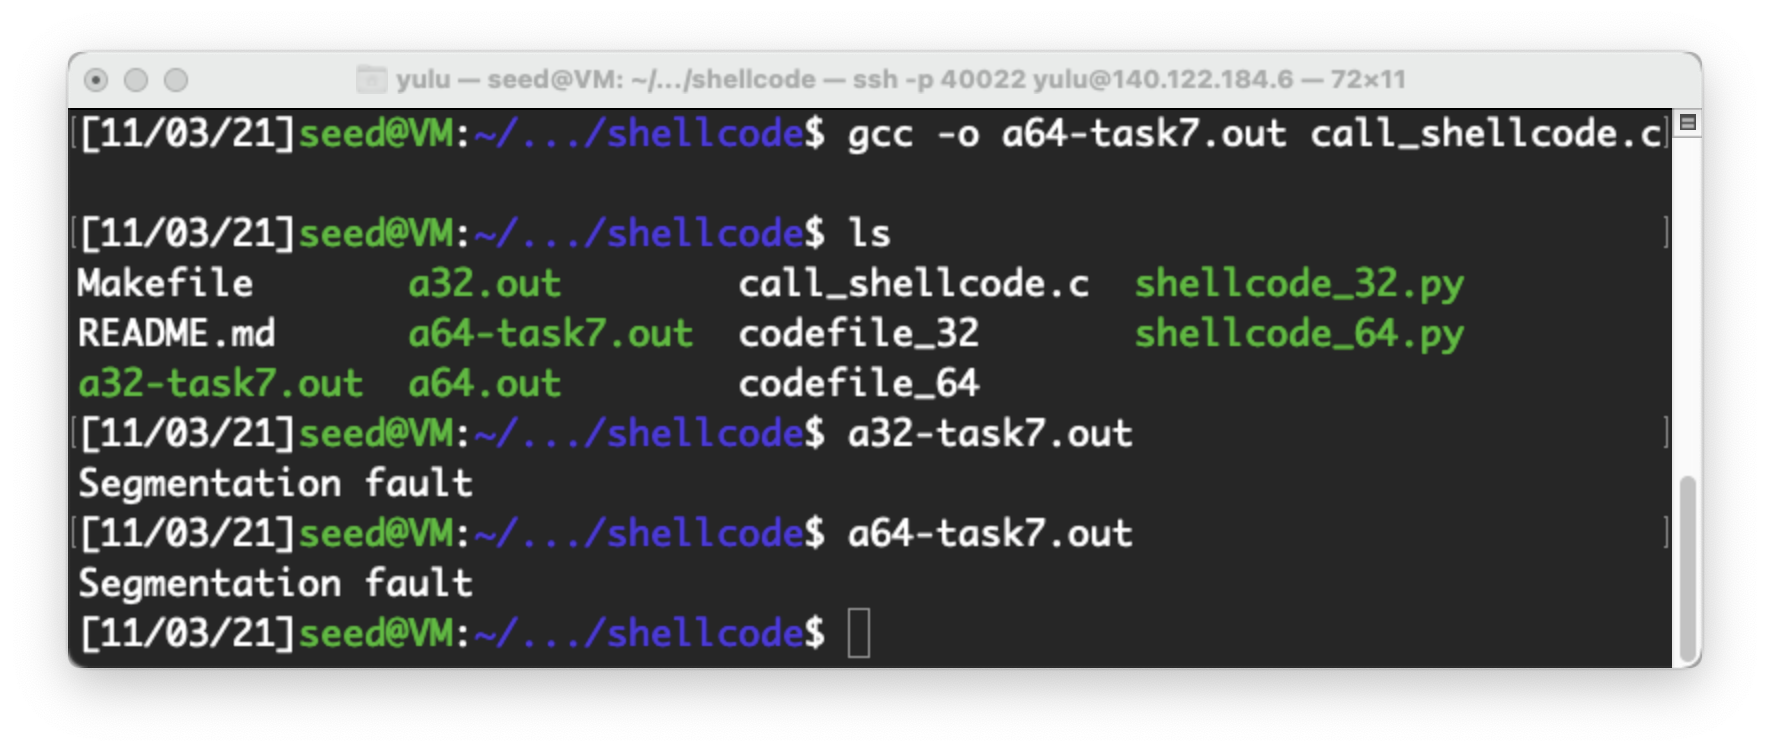 yulu — seed@VM: ~/.../shellcode — ssh -p 40022 yulu@140.122.184.6 — 72×11
[[11/03/21]seed@VM:~/.../shellcode$ gcc -o a64-task7.out call_shellcode.c]
[[11/03/21]seed@VM:~/.../shellcode$ ls ]
Makefile a32.out call_shellcode.c shellcode_32.py
README.md a64-task7.out codefile_32 shellcode_64.py
a32-task7.out a64.out codefile_64
[[11/03/21]seed@VM:~/.../shellcode$ a32-task7.out ]
Segmentation fault
[[11/03/21]seed@VM:~/.../shellcode$ a64-task7.out ]
Segmentation fault
[11/03/21]seed@VM:~/.../shellcode$